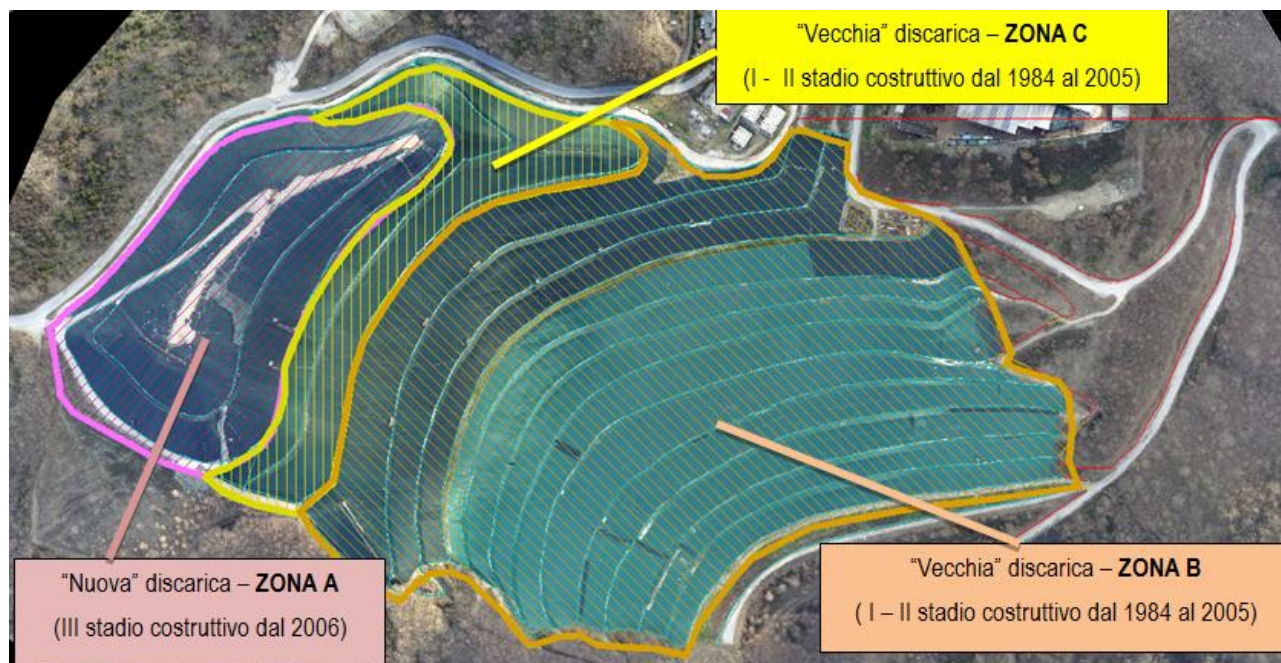 “Vecchia” discarica – ZONA C
(I - II stadio costruttivo dal 1984 al 2005)
“Nuova” discarica – ZONA A
(III stadio costruttivo dal 2006)
“Vecchia” discarica – ZONA B
( I – II stadio costruttivo dal 1984 al 2005)